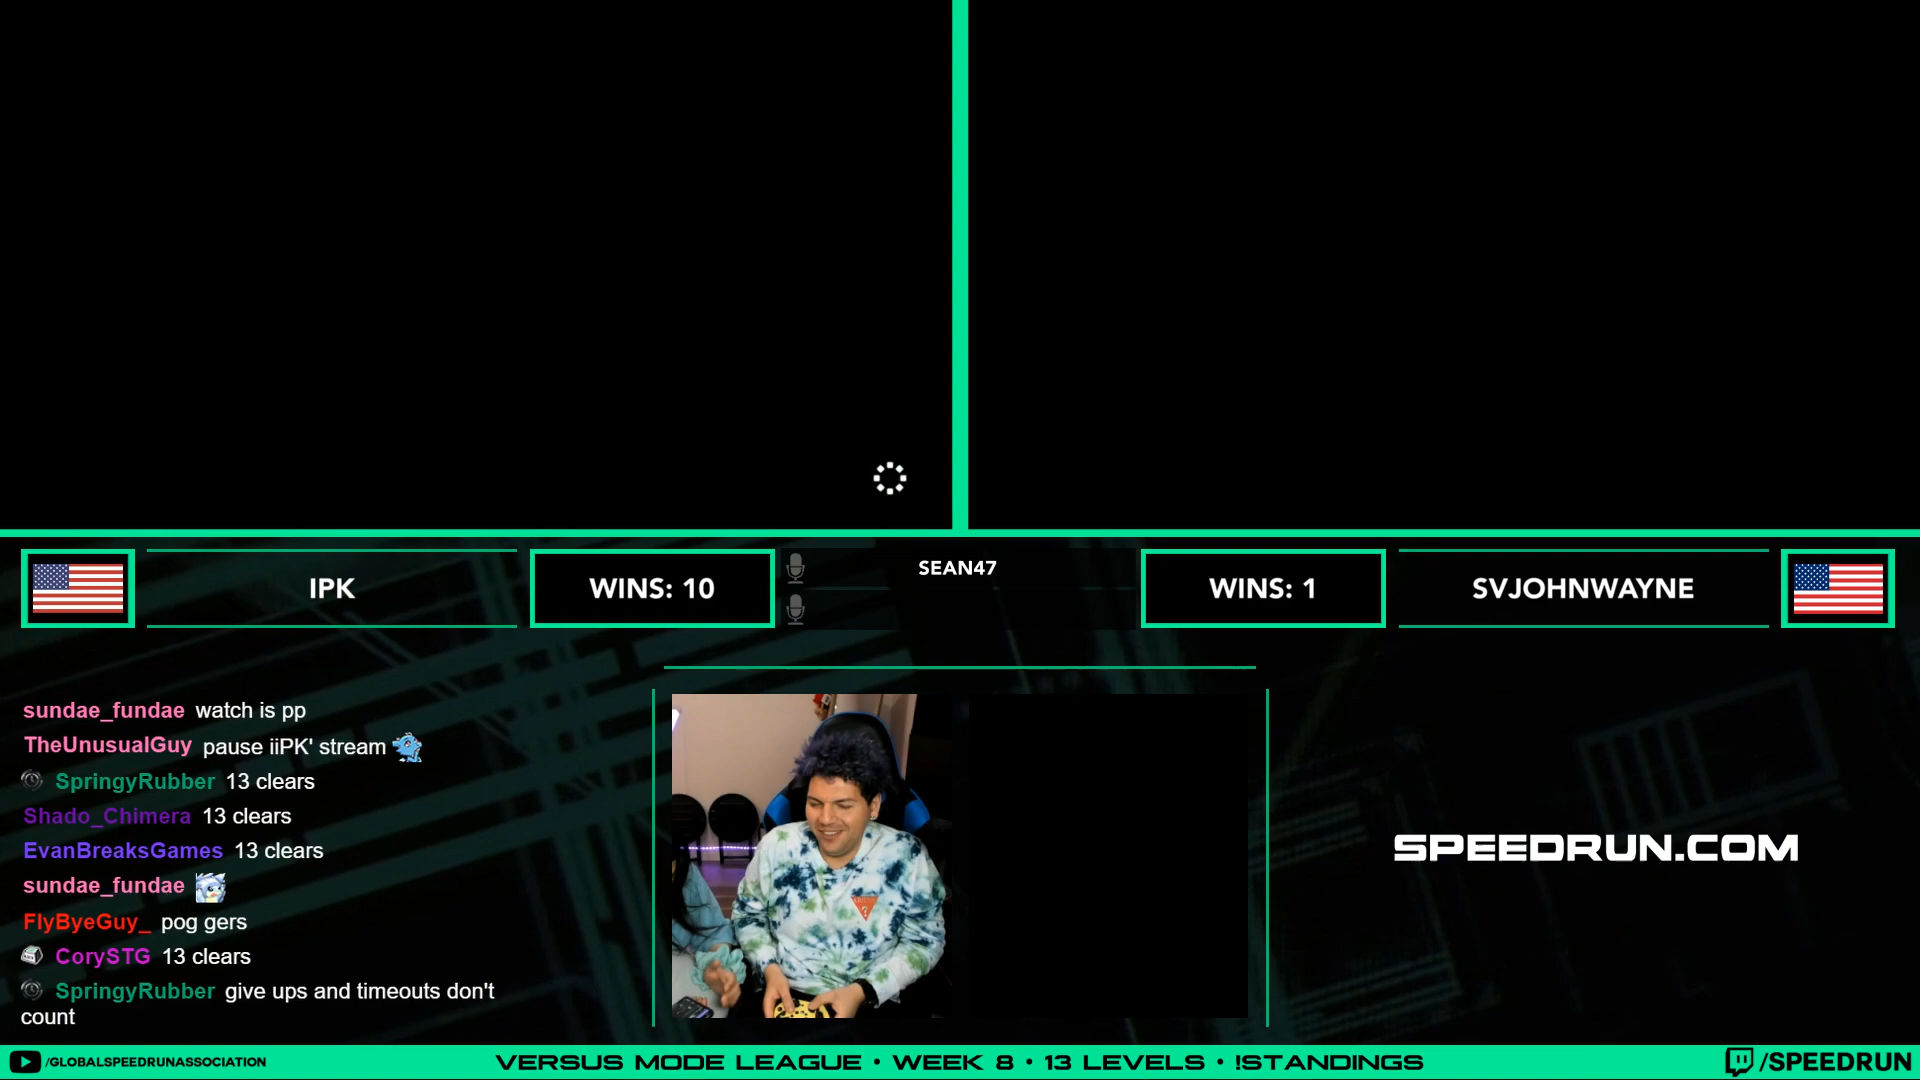 IPK
WINS: 10
SEAN47
WINS: 1
SVJOHNWAYNE
sundae_fundae watch is pp
TheUnusualGuy pause iiPK' stream
SpringyRubber 13 clears
Shado_Chimera 13 clears
EvanBreaksGames 13 clears
sundae_fundae
FlyByeGuy_ pog gers
CorySTG 13 clears
SpringyRubber give ups and timeouts don't
count
SPEEDRUN.COM
/GLOBALSPEEDRUNASSOCIATION
VERSUS MODE LEAGUE • WEEK 8 • 13 LEVELS • !STANDINGS
/SPEEDRUN